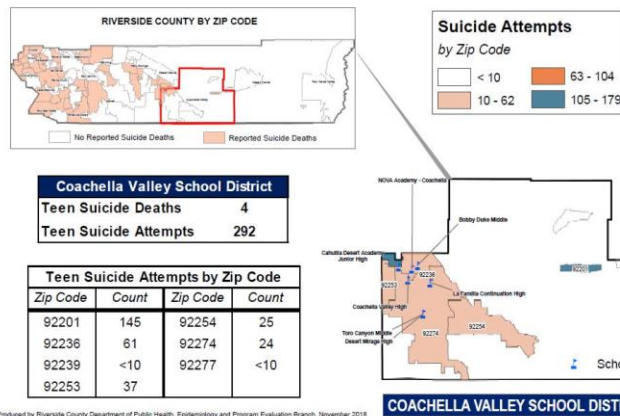 RIVERSIDE COUNTY BY ZIP CODE
No Reported Suicide Deaths
Reported Suicide Deaths
Suicide Attempts
by Zip Code
< 10
63 - 104
10 - 62
105 - 179
Coachella Valley School District
Teen Suicide Deaths 4
Teen Suicide Attempts 292
Teen Suicide Attempts by Zip Code
Zip Code Count Zip Code Count
92201 145 92254 25
92236 61 92274 24
92239 <10 92277 <10
92253 37
NOVA Academy - Coachella
Bobby Duke Middle
Cahuilla Desert Academy
Junior High
92201
92236
92253
La Familia Continuation High
Coachella Valley High
92254
Toro Canyon Middle
92274
Desert Mirage High
Scho
COACHELLA VALLEY SCHOOL DIST
Produced by Riverside County Department of Public Health, Epidemiology and Program Evaluation Branch, November 2018